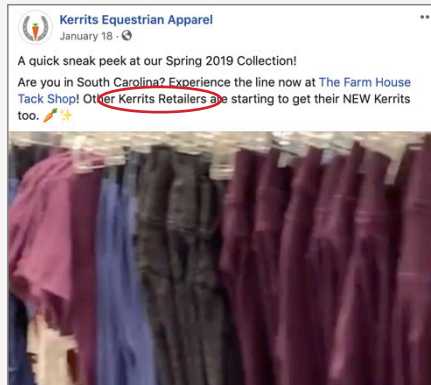 Kerrits Equestrian Apparel
January 18 ·
A quick sneak peek at our Spring 2019 Collection!
Are you in South Carolina? Experience the line now at The Farm House
Tack Shop! Other Kerrits Retailers are starting to get their NEW Kerrits
too. 🥕✨